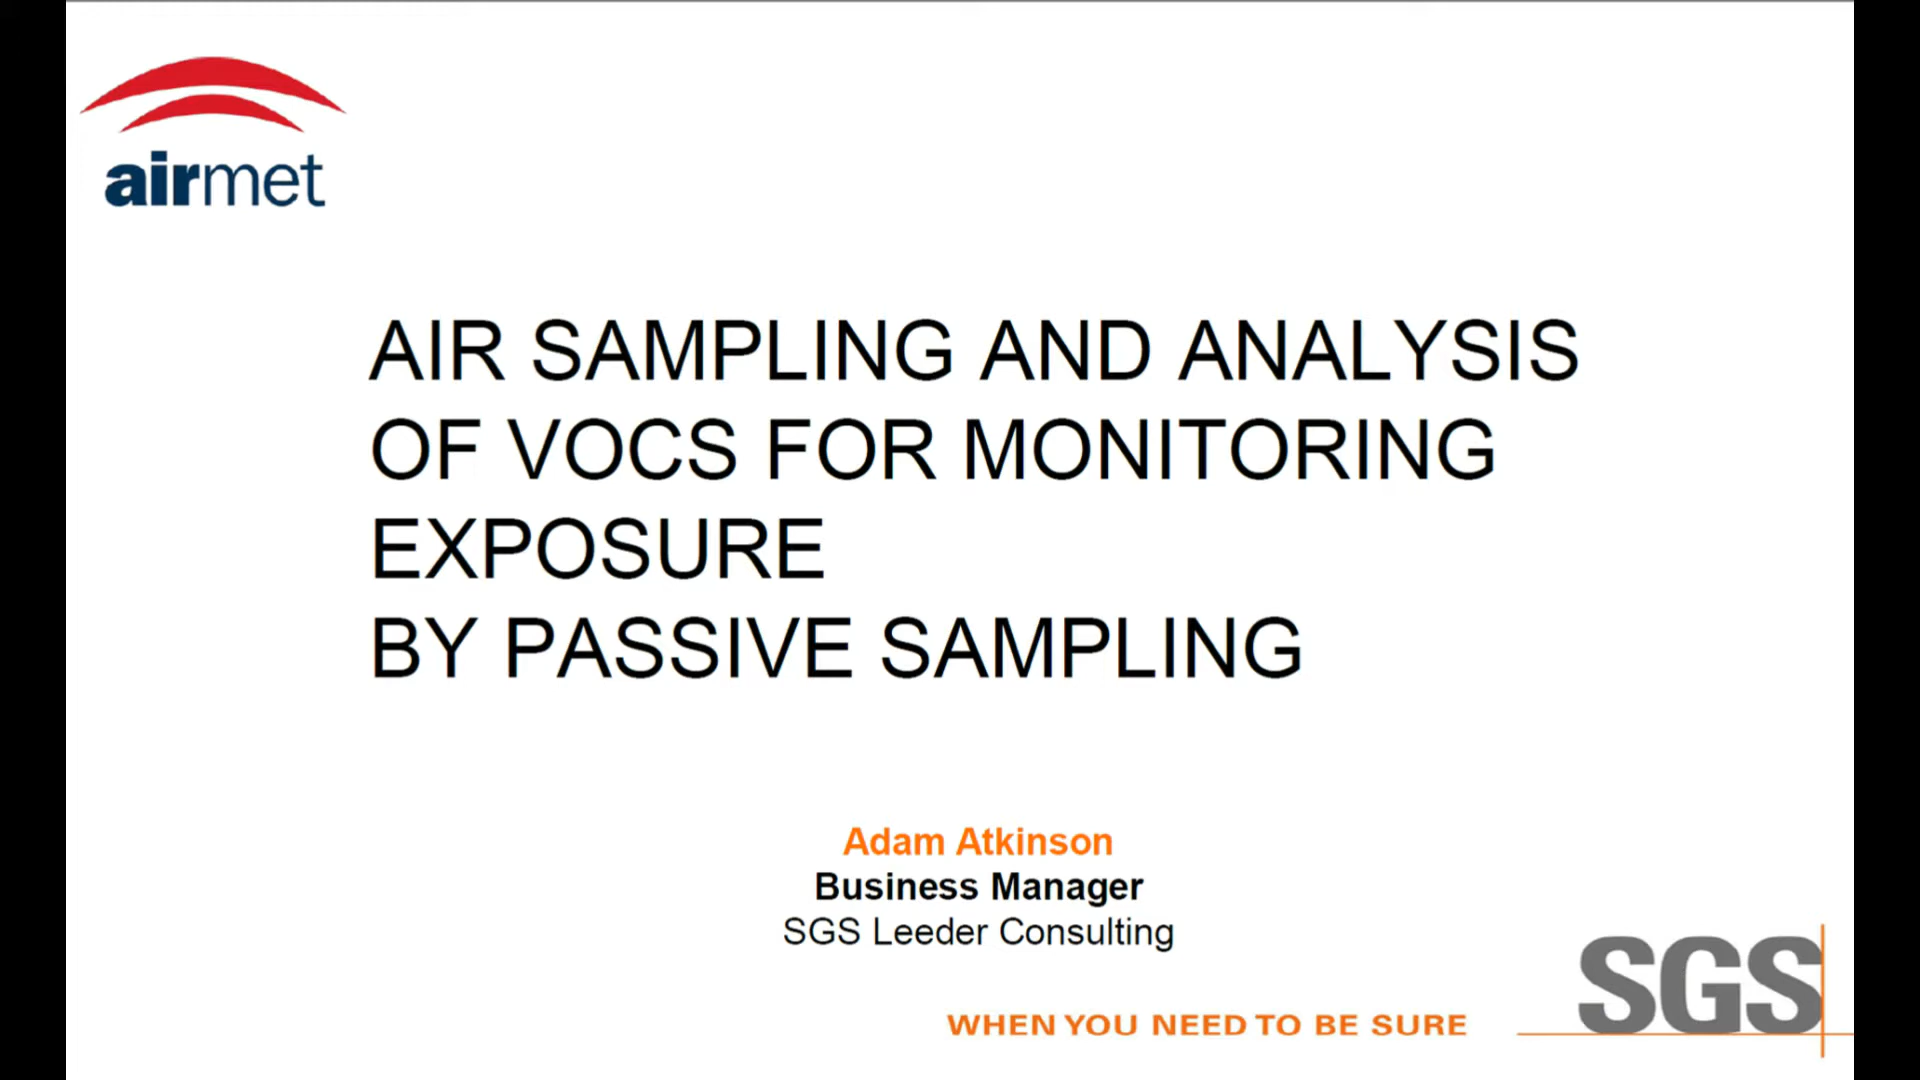 airmet
AIR SAMPLING AND ANALYSIS
OF VOCS FOR MONITORING
EXPOSURE
BY PASSIVE SAMPLING
Adam Atkinson
Business Manager
SGS Leeder Consulting
WHEN YOU NEED TO BE SURE
SGS